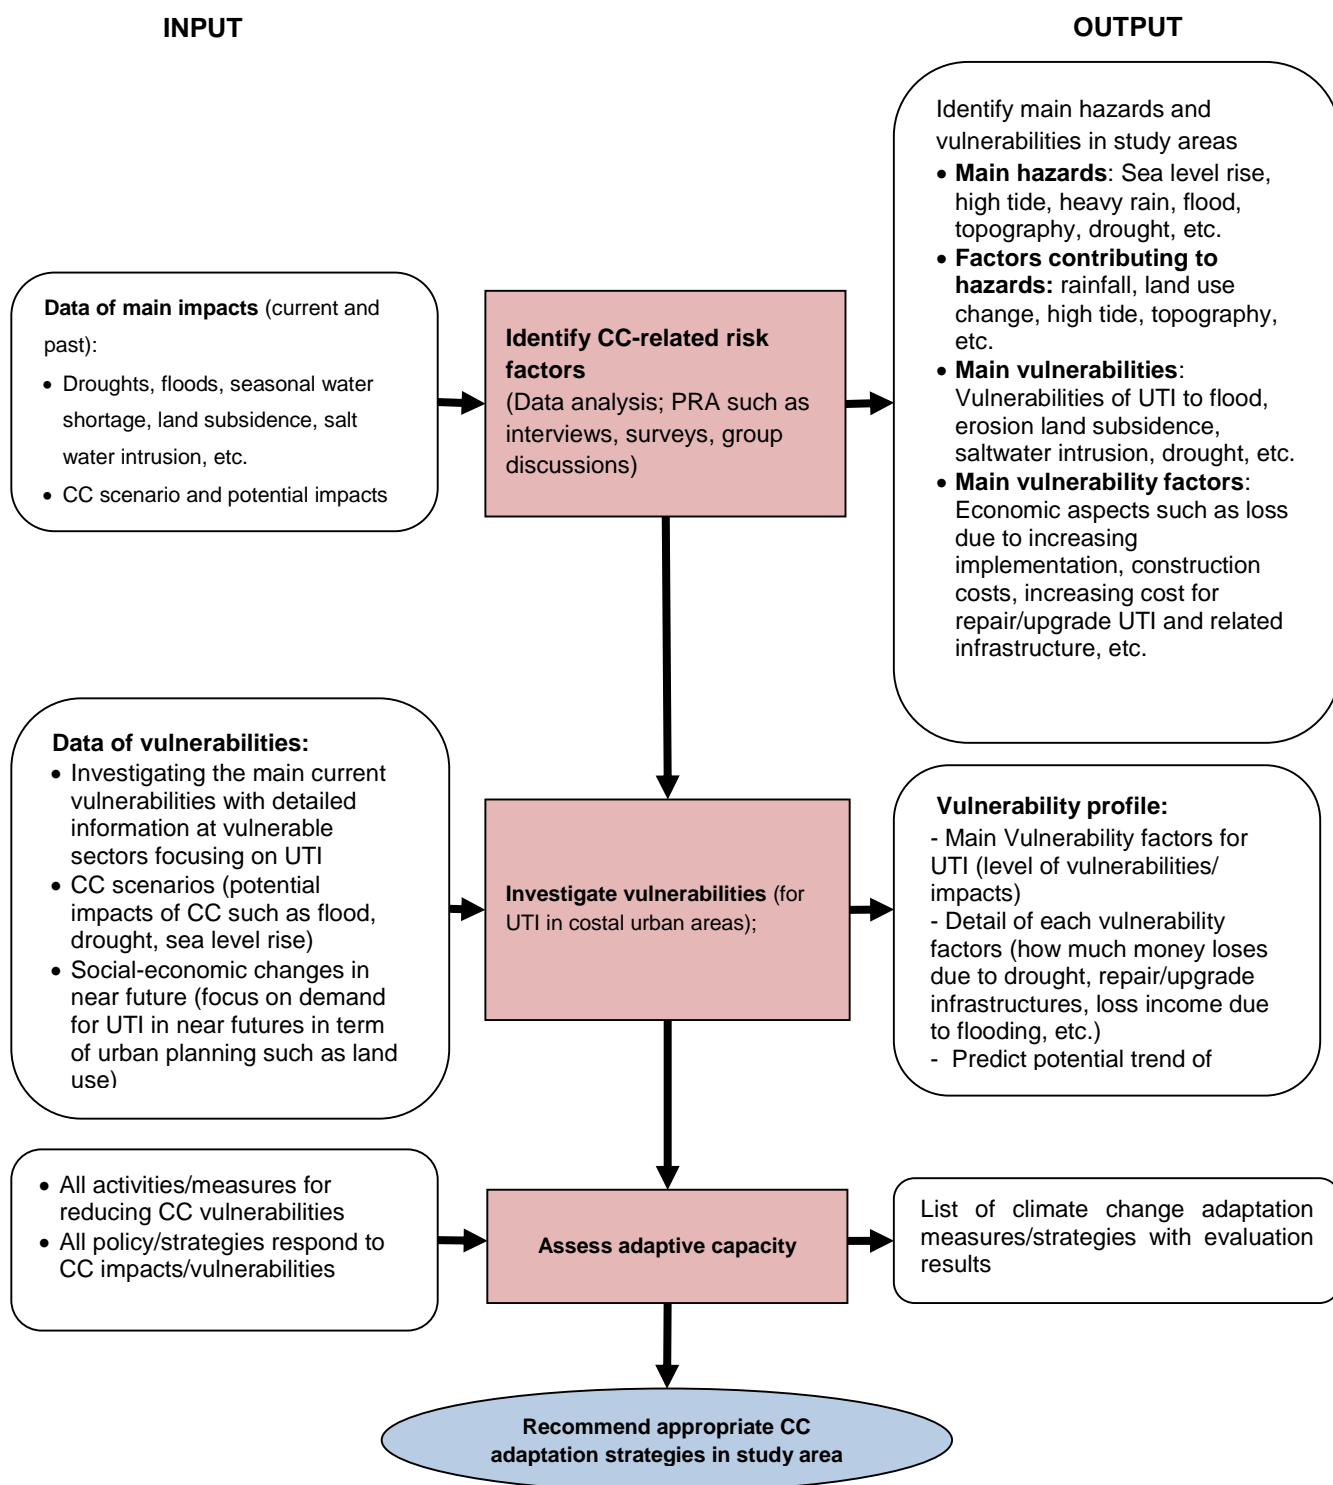 INPUT
OUTPUT
Data of main impacts (current and
past):
• Droughts, floods, seasonal water
shortage, land subsidence, salt
water intrusion, etc.
• CC scenario and potential impacts
Identify CC-related risk
factors
(Data analysis; PRA such as
interviews, surveys, group
discussions)
Identify main hazards and
vulnerabilities in study areas
• Main hazards: Sea level rise,
high tide, heavy rain, flood,
topography, drought, etc.
• Factors contributing to
hazards: rainfall, land use
change, high tide, topography,
etc.
• Main vulnerabilities:
Vulnerabilities of UTI to flood,
erosion land subsidence,
saltwater intrusion, drought, etc.
• Main vulnerability factors:
Economic aspects such as loss
due to increasing
implementation, construction
costs, increasing cost for
repair/upgrade UTI and related
infrastructure, etc.
Data of vulnerabilities:
• Investigating the main current
vulnerabilities with detailed
information at vulnerable
sectors focusing on UTI
• CC scenarios (potential
impacts of CC such as flood,
drought, sea level rise)
• Social-economic changes in
near future (focus on demand
for UTI in near futures in term
of urban planning such as land
use)
Investigate vulnerabilities (for
UTI in costal urban areas);
Vulnerability profile:
- Main Vulnerability factors for
UTI (level of vulnerabilities/
impacts)
- Detail of each vulnerability
factors (how much money loses
due to drought, repair/upgrade
infrastructures, loss income due
to flooding, etc.)
- Predict potential trend of
• All activities/measures for
reducing CC vulnerabilities
• All policy/strategies respond to
CC impacts/vulnerabilities
Assess adaptive capacity
List of climate change adaptation
measures/strategies with evaluation
results
Recommend appropriate CC
adaptation strategies in study area